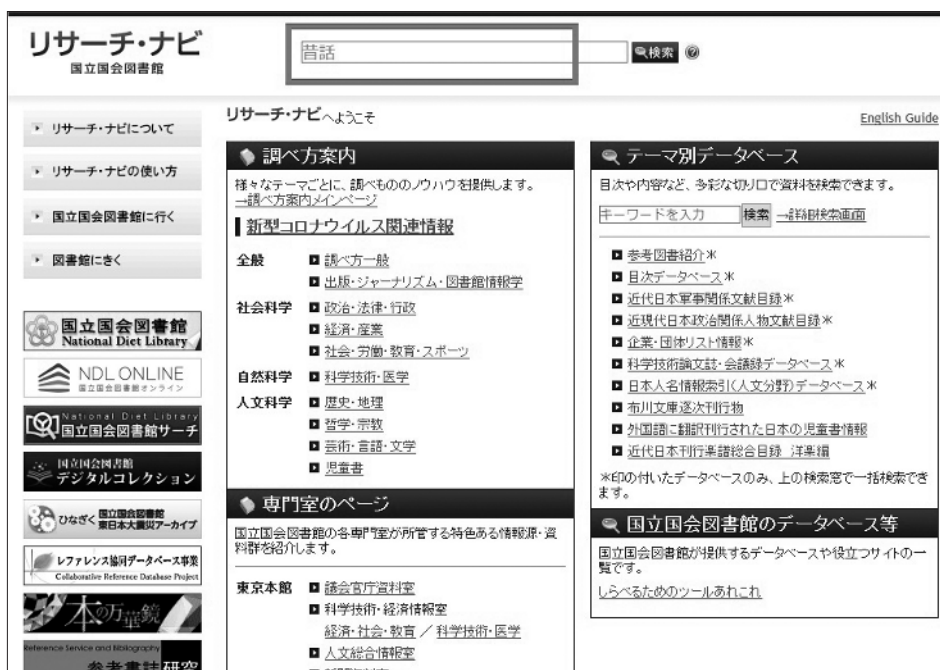 リサーチ・ナビ
国立国会図書館
昔話
検索
?
リサーチ・ナビについて
リサーチ・ナビの使い方
国立国会図書館に行く
図書館にきく
国立国会図書館
National Diet Library
NDL ONLINE
国立国会図書館オンライン
National Diet Library
国立国会図書館サーチ
国立国会図書館
デジタルコレクション
ひなぎく 国立国会図書館
東日本大震災アーカイブ
レファレンス協同データベース事業
Collaborative Reference Database Project
本の万華鏡
Reference Service and Bibliography
参考書誌研究
リサーチ・ナビへようこそ
English Guide
調べ方案内
様々なテーマごとに、調べもののノウハウを提供します。
→調べ方案内メインページ
新型コロナウイルス関連情報
全般 調べ方一般
出版・ジャーナリズム・図書館情報学
社会科学 政治・法律・行政
経済・産業
社会・労働・教育・スポーツ
自然科学 科学技術・医学
人文科学 歴史・地理
哲学・宗教
芸術・言語・文学
児童書
専門室のページ
国立国会図書館の各専門室が所管する特色ある情報源・資
料群を紹介します。
東京本館 議会官庁資料室
科学技術・経済情報室
経済・社会・教育 / 科学技術・医学
人文総合情報室
テーマ別データベース
目次や内容など、多彩な切り口で資料を検索できます。
キーワードを入力 検索 →詳細検索画面
参考図書紹介*
目次データベース*
近代日本軍事関係文献目録*
近現代日本政治関係人物文献目録*
企業・団体リスト情報*
科学技術論文誌・会議録データベース*
日本人名情報索引(人文分野)データベース*
布川文庫逐次刊行物
外国語に翻訳刊行された日本の児童書情報
近代日本刊行楽譜総合目録 洋楽編
*印の付いたデータベースのみ、上の検索窓で一括検索でき
ます。
国立国会図書館のデータベース等
国立国会図書館が提供するデータベースや役立つサイトの一
覧です。
しらべるためのツールあれこれ